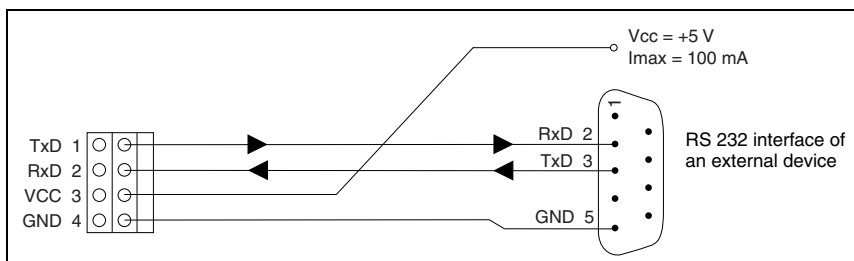 Vcc = +5 V
Imax = 100 mA
1
TxD 1
RxD 2
VCC 3
GND 4
RxD 2
TxD 3
GND 5
RS 232 interface of
an external device